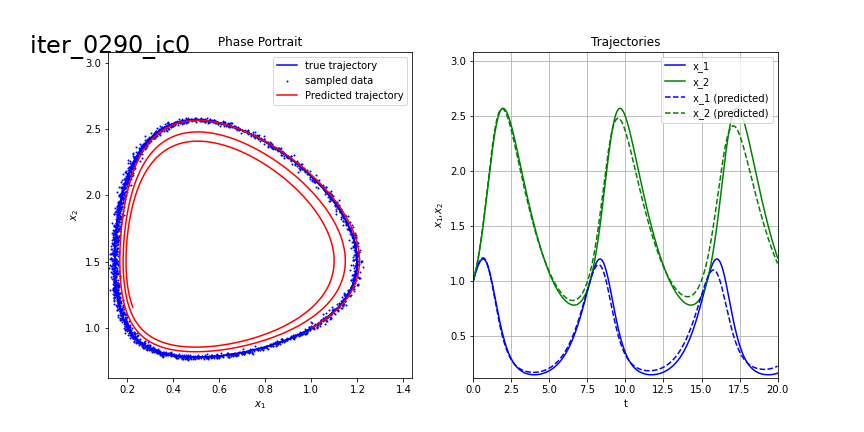 iter_0290_ic0
Phase Portrait
true trajectory
sampled data
Predicted trajectory
3.0
2.5
2.0
1.5
1.0
x₂
0.2 0.4 0.6 0.8 1.0 1.2 1.4
x₁
Trajectories
x_1
x_2
x_1 (predicted)
x_2 (predicted)
3.0
2.5
2.0
1.5
1.0
0.5
x₁,x₂
0.0 2.5 5.0 7.5 10.0 12.5 15.0 17.5 20.0
t